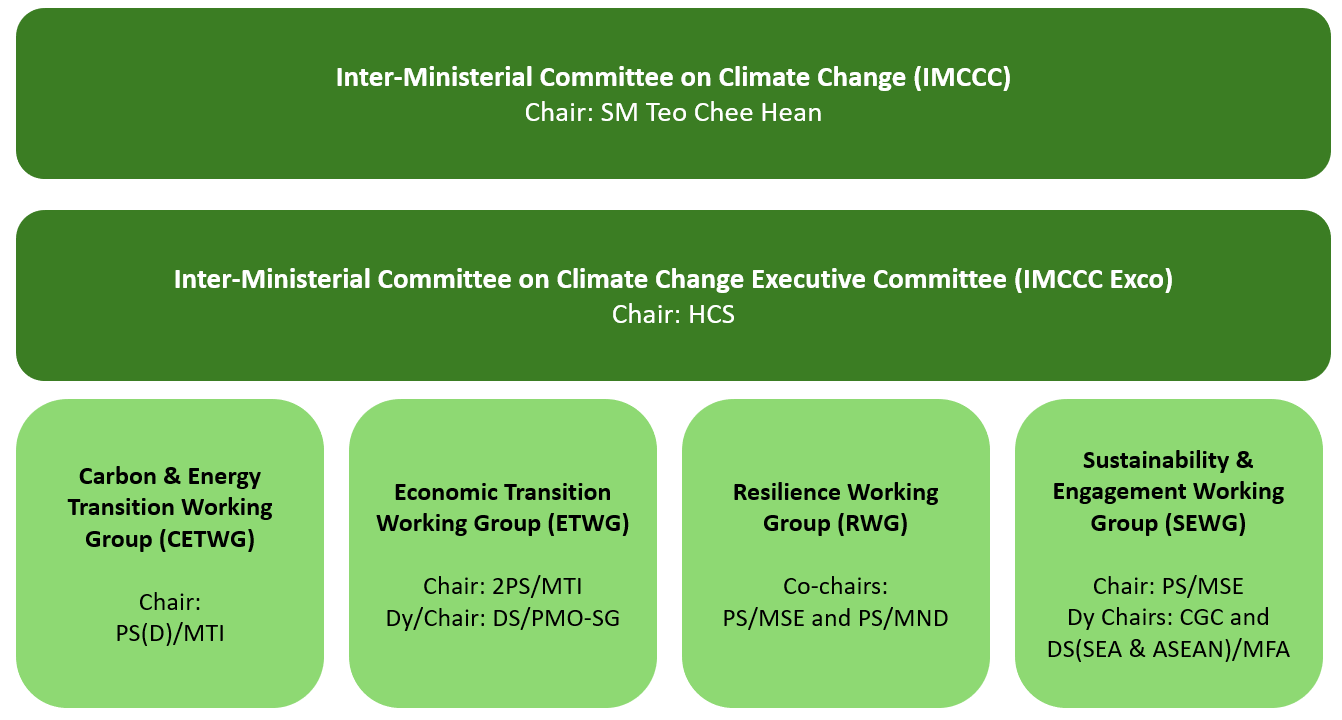 Inter-Ministerial Committee on Climate Change (IMCCC)
Chair: SM Teo Chee Hean
Inter-Ministerial Committee on Climate Change Executive Committee (IMCCC Exco)
Chair: HCS
Carbon & Energy
Transition Working
Group (CETWG)
Chair:
PS(D)/MTI
Economic Transition
Working Group (ETWG)
Chair: 2PS/MTI
Dy/Chair: DS/PMO-SG
Resilience Working
Group (RWG)
Co-chairs:
PS/MSE and PS/MND
Sustainability &
Engagement Working
Group (SEWG)
Chair: PS/MSE
Dy Chairs: CGC and
DS(SEA & ASEAN)/MFA